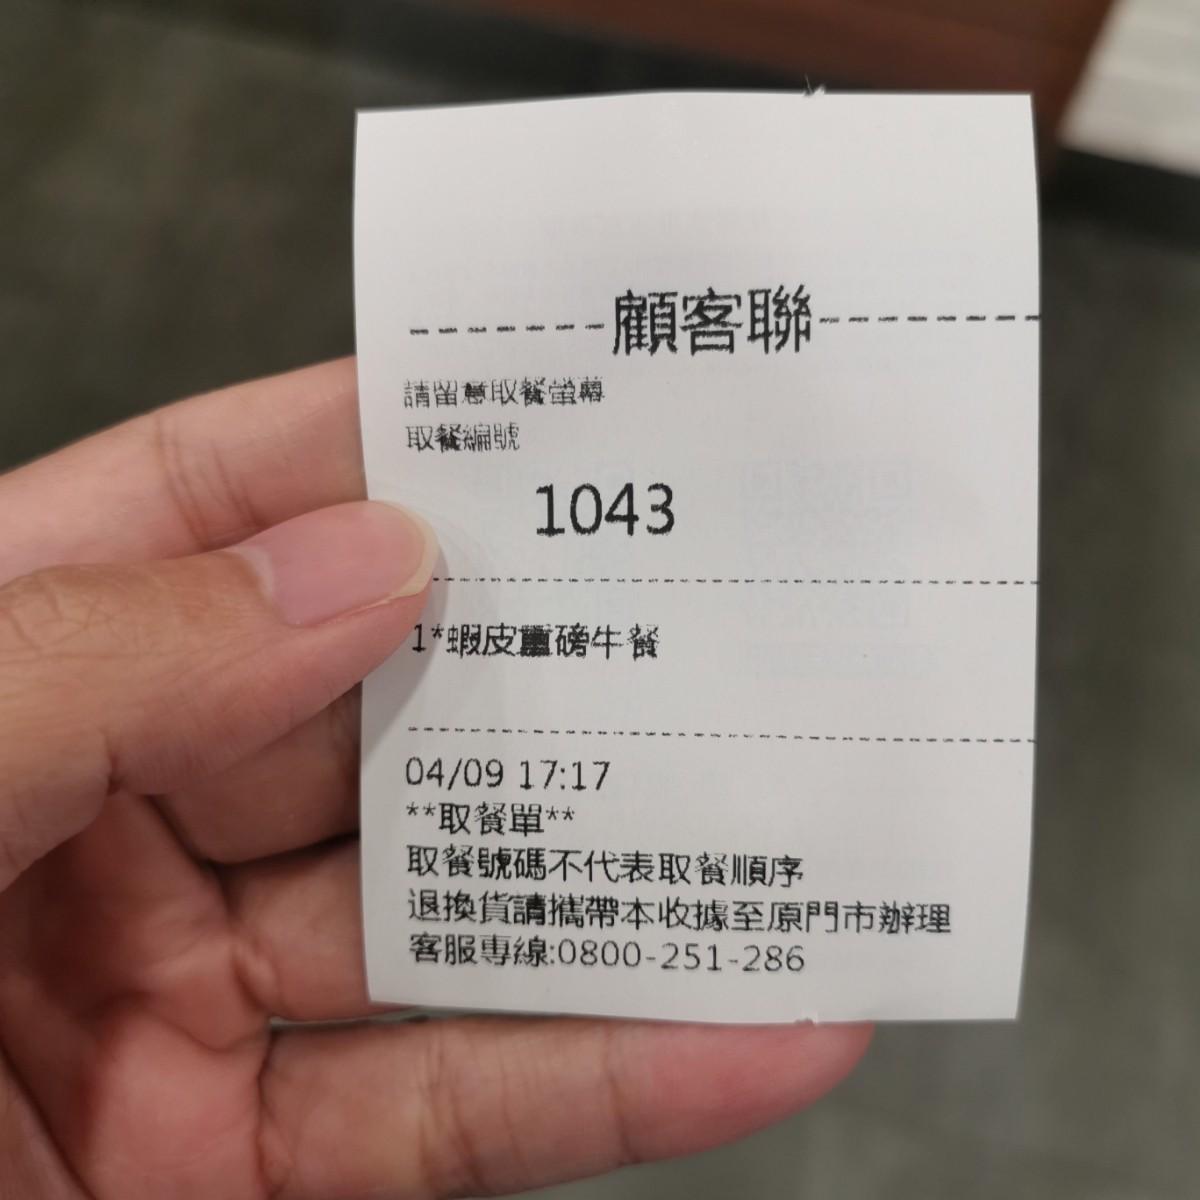 顧客聯
請留意取餐螢幕
取餐編號
1043
1*蝦皮重磅牛餐
04/09 17:17
**取餐單**
取餐號碼不代表取餐順序
退換貨請攜帶本收據至原門市辦理
客服專線:0800-251-286